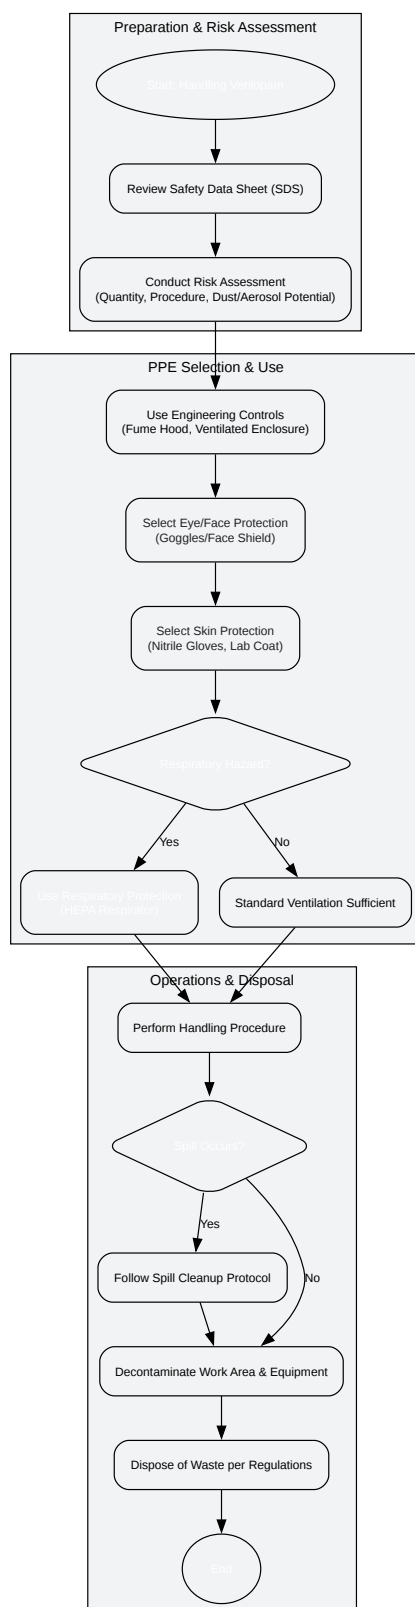 Preparation & Risk Assessment
Start: Handling Verilopam
Review Safety Data Sheet (SDS)
Conduct Risk Assessment
(Quantity, Procedure, Dust/Aerosol Potential)
PPE Selection & Use
Use Engineering Controls
(Fume Hood, Ventilated Enclosure)
Select Eye/Face Protection
(Goggles/Face Shield)
Select Skin Protection
(Nitrile Gloves, Lab Coat)
Respiratory Hazard?
Yes
No
Use Respiratory Protection
(HEPA Respirator)
Standard Ventilation Sufficient
Operations & Disposal
Perform Handling Procedure
Spill Occurs?
Yes
No
Follow Spill Cleanup Protocol
Decontaminate Work Area & Equipment
Dispose of Waste per Regulations
End